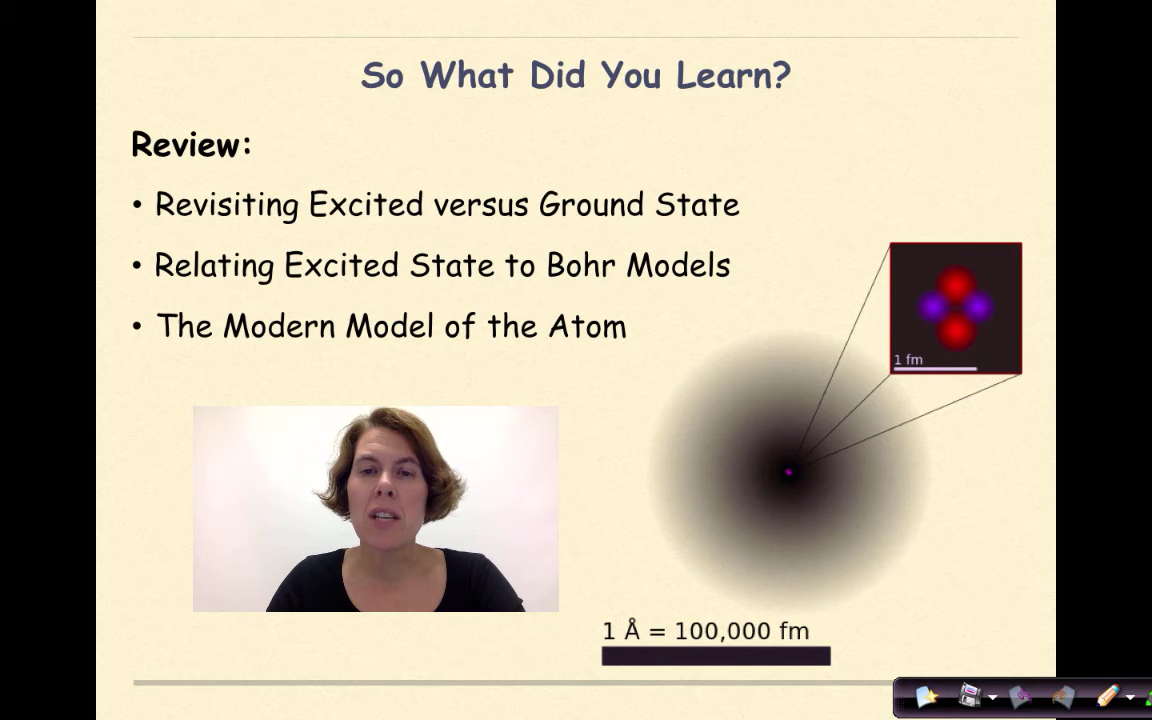 So What Did You Learn?
Review:
• Revisiting Excited versus Ground State
• Relating Excited State to Bohr Models
• The Modern Model of the Atom
1 fm
1 Å = 100,000 fm